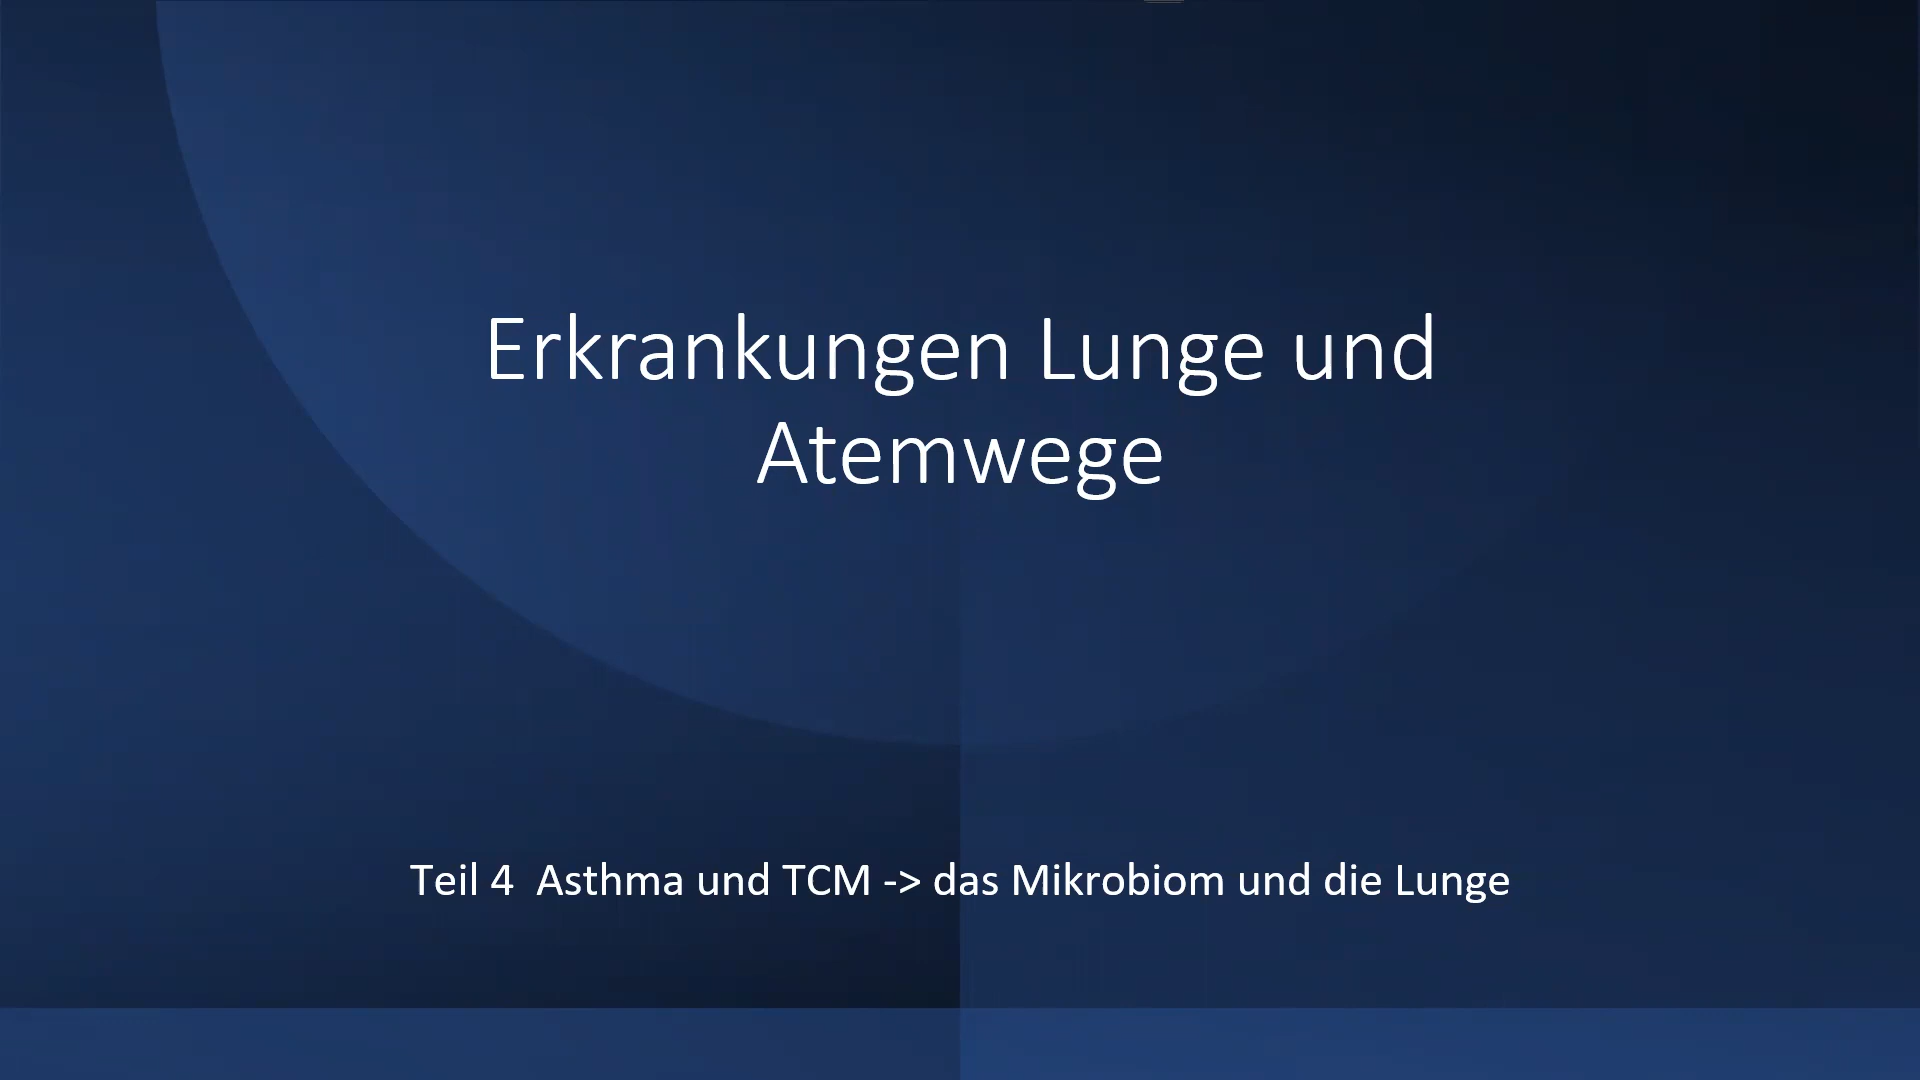 Erkrankungen Lunge und
Atemwege
Teil 4  Asthma und TCM -> das Mikrobiom und die Lunge